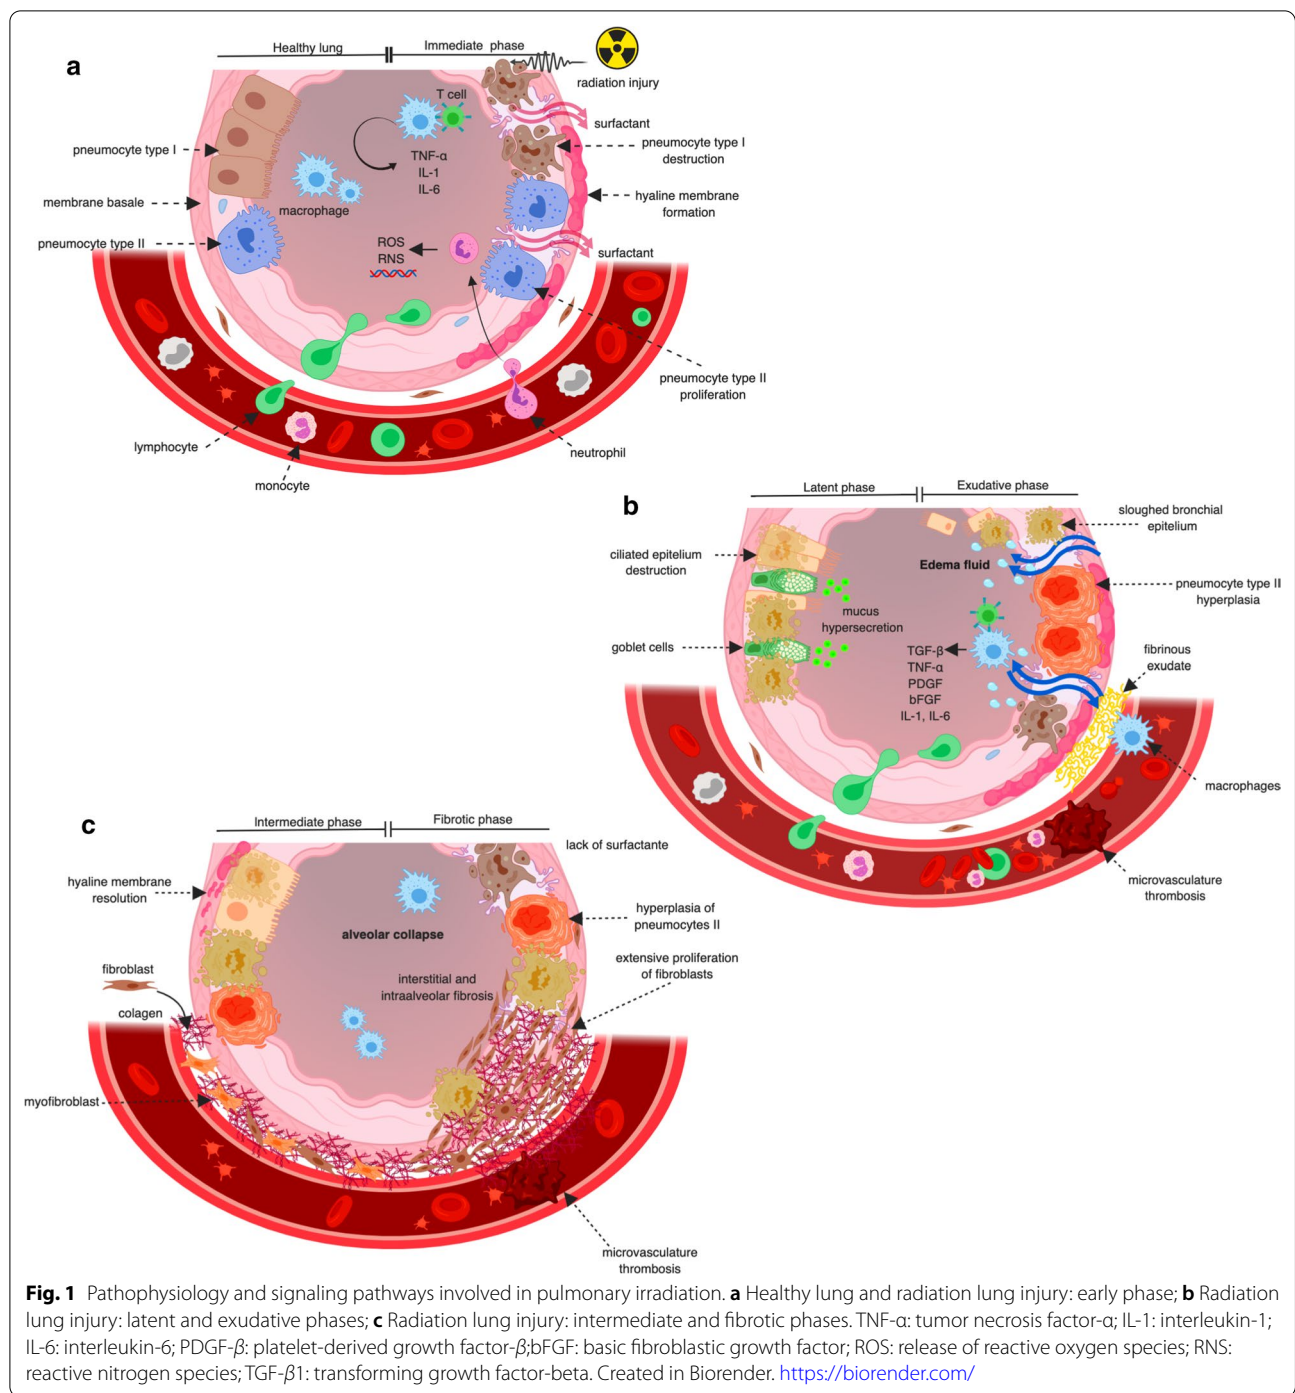 a
Healthy lung
Immediate phase
radiation injury
T cell
surfactant
pneumocyte type I
pneumocyte type I
destruction
TNF-α
IL-1
IL-6
membrane basale
macrophage
hyaline membrane
formation
pneumocyte type II
ROS
RNS
surfactant
pneumocyte type II
proliferation
lymphocyte
neutrophil
monocyte
b
Latent phase
Exudative phase
sloughed bronchial
epitelium
ciliated epitelium
destruction
Edema fluid
pneumocyte type II
hyperplasia
mucus
hypersecretion
goblet cells
TGF-β
TNF-α
PDGF
bFGF
IL-1, IL-6
fibrinous
exudate
macrophages
microvasculature
thrombosis
c
Intermediate phase
Fibrotic phase
lack of surfactante
hyaline membrane
resolution
hyperplasia of
pneumocytes II
alveolar collapse
extensive proliferation
of fibroblasts
fibroblast
interstitial and
intraalveolar fibrosis
colagen
myofibroblast
microvasculature
thrombosis
Fig. 1 Pathophysiology and signaling pathways involved in pulmonary irradiation. a Healthy lung and radiation lung injury: early phase; b Radiation
lung injury: latent and exudative phases; c Radiation lung injury: intermediate and fibrotic phases. TNF-α: tumor necrosis factor-α; IL-1: interleukin-1;
IL-6: interleukin-6; PDGF-β: platelet-derived growth factor-β;bFGF: basic fibroblastic growth factor; ROS: release of reactive oxygen species; RNS:
reactive nitrogen species; TGF-β1: transforming growth factor-beta. Created in Biorender. https://biorender.com/